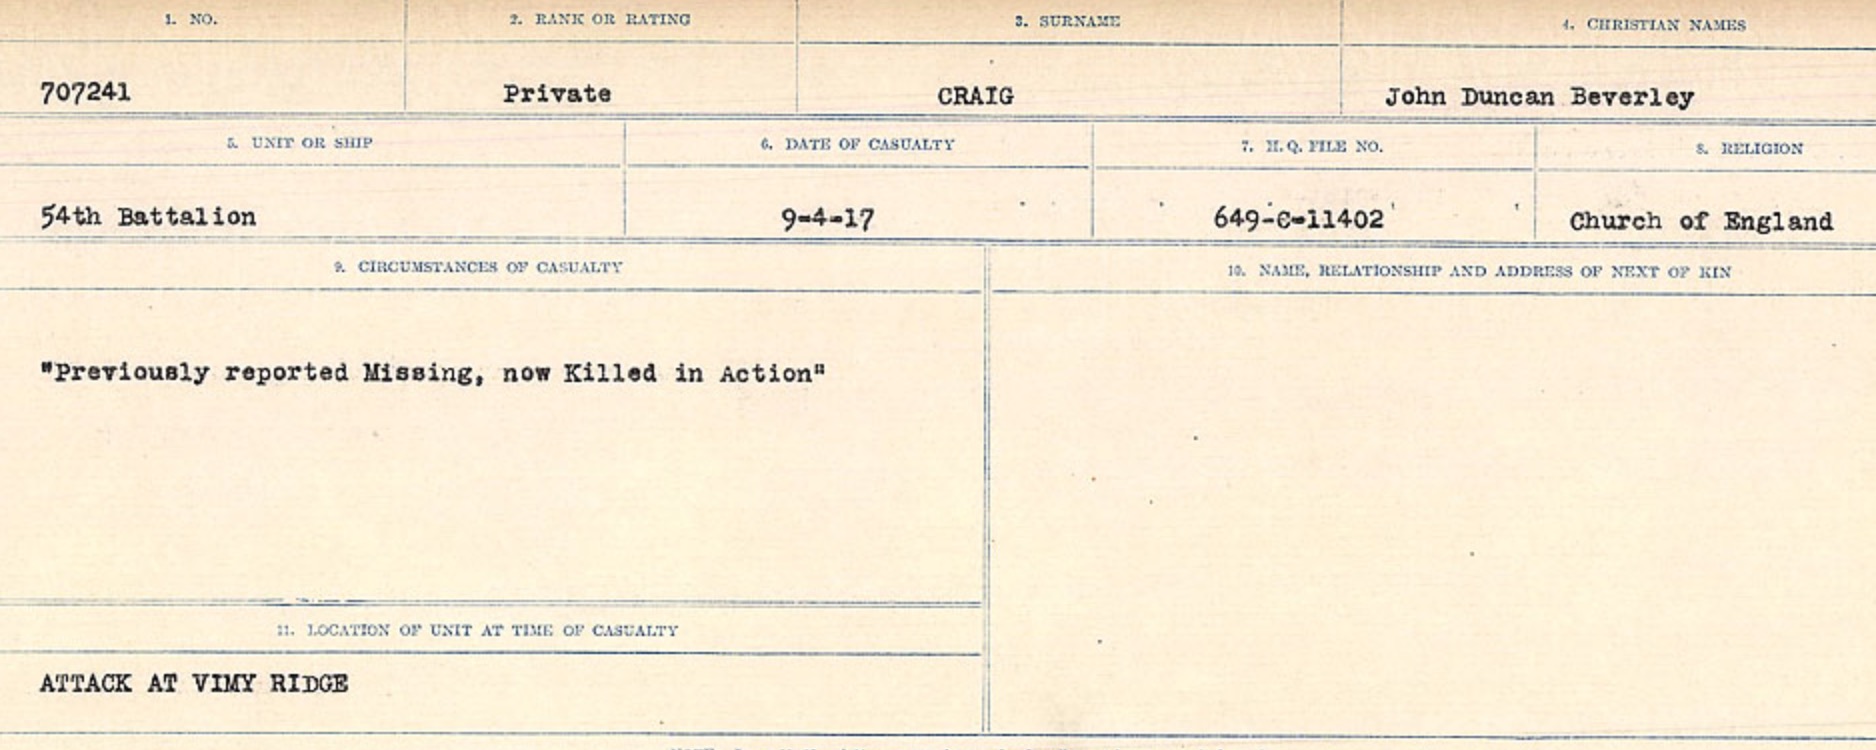 1. NO. 2. RANK OR RATING 3. SURNAME 4. CHRISTIAN NAMES
707241 Private CRAIG John Duncan Beverley
5. UNIT OR SHIP 6. DATE OF CASUALTY 7. H.Q. FILE NO. 8. RELIGION
54th Battalion 9-4-17 649-C-11402 Church of England
9. CIRCUMSTANCES OF CASUALTY 10. NAME, RELATIONSHIP AND ADDRESS OF NEXT OF KIN
"Previously reported Missing, now Killed in Action"
11. LOCATION OF UNIT AT TIME OF CASUALTY
ATTACK AT VIMY RIDGE